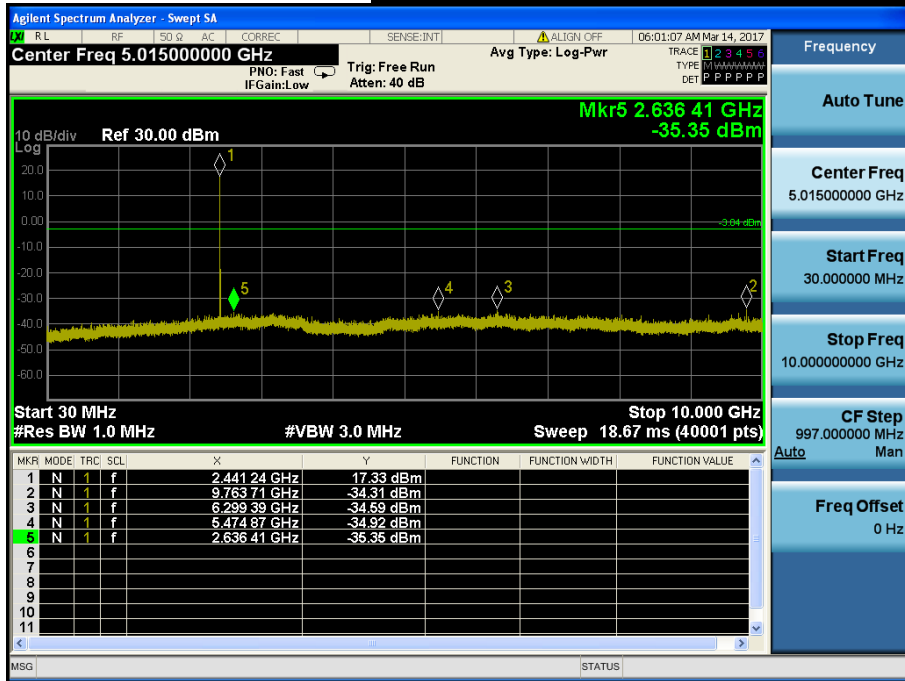 Agilent Spectrum Analyzer - Swept SA
LXI RL RF 50 Ω AC CORREC SENSE:INT ALIGN OFF 06:01:07 AM Mar 14, 2017
Center Freq 5.015000000 GHz
PNO: Fast
IFGain:Low
Trig: Free Run
Atten: 40 dB
Avg Type: Log-Pwr
TRACE 1 2 3 4 5 6
TYPE M WWWWW
DET P P P P P P
Mkr5 2.636 41 GHz
-35.35 dBm
10 dB/div Ref 30.00 dBm
Log
20.0
10.0
0.00
-10.0
-20.0
-30.0
-40.0
-50.0
-60.0
1
5
4
3
2
-3.04 dBm
Start 30 MHz Stop 10.000 GHz
#Res BW 1.0 MHz #VBW 3.0 MHz Sweep 18.67 ms (40001 pts)
MKR MODE TRC SCL X Y FUNCTION FUNCTION WIDTH FUNCTION VALUE
1 N 1 f 2.441 24 GHz 17.33 dBm
2 N 1 f 9.763 71 GHz -34.31 dBm
3 N 1 f 6.299 39 GHz -34.59 dBm
4 N 1 f 5.474 87 GHz -34.92 dBm
5 N 1 f 2.636 41 GHz -35.35 dBm
6
7
8
9
10
11
MSG STATUS
Frequency
Auto Tune
Center Freq
5.015000000 GHz
Start Freq
30.000000 MHz
Stop Freq
10.000000000 GHz
CF Step
997.000000 MHz
Auto Man
Freq Offset
0 Hz